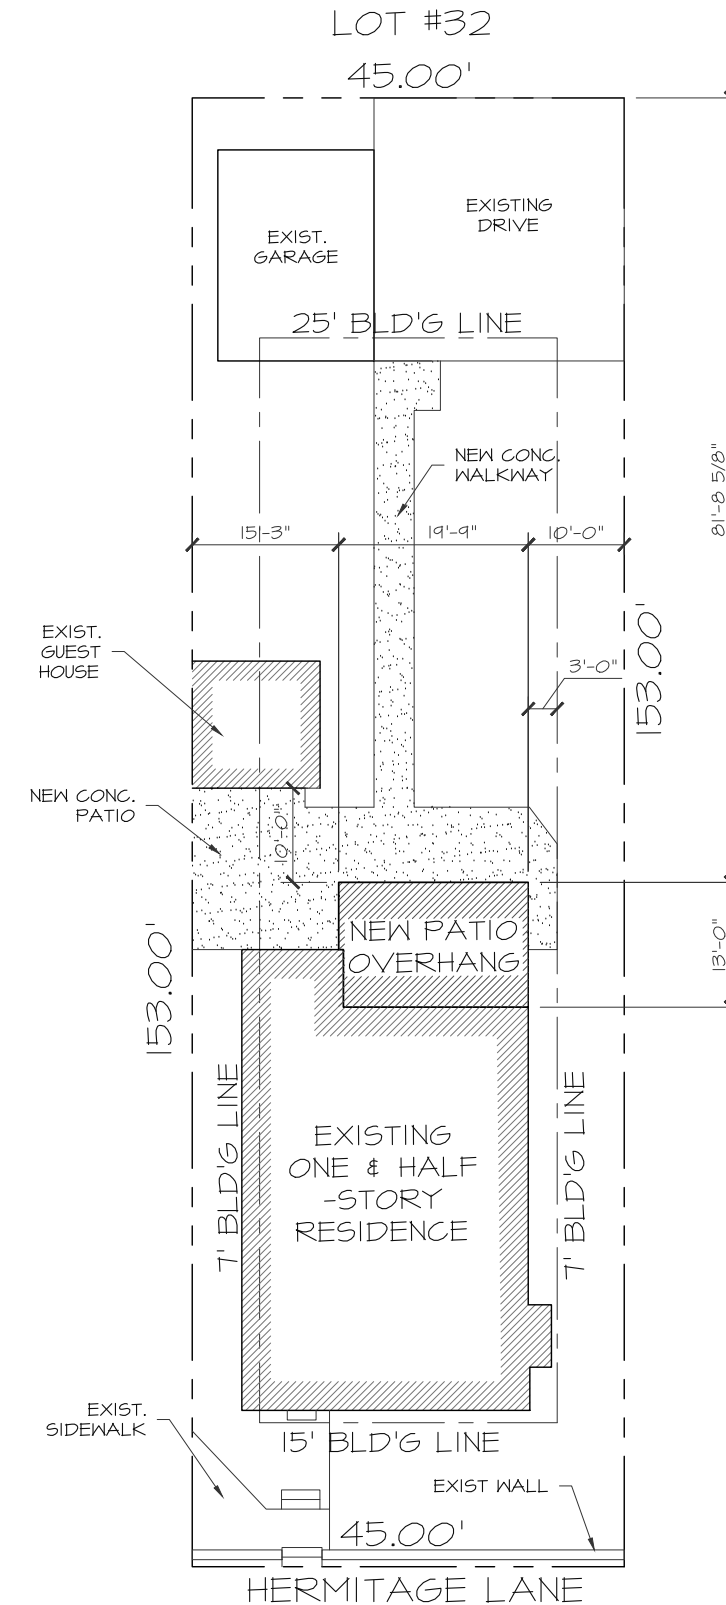 LOT #32
45.00'
EXISTING
DRIVE
EXIST.
GARAGE
25' BLD'G LINE
NEW CONC.
WALKWAY
81'-8 5/8"
15'-3"
19'-9"
10'-0"
EXIST.
GUEST
HOUSE
153.00'
3'-0"
NEW CONC.
PATIO
10'-0"
NEW PATIO
OVERHANG
13'-0"
153.00'
7' BLD'G LINE
7' BLD'G LINE
EXISTING
ONE & HALF
-STORY
RESIDENCE
EXIST.
SIDEWALK
15' BLD'G LINE
EXIST WALL
45.00'
HERMITAGE LANE